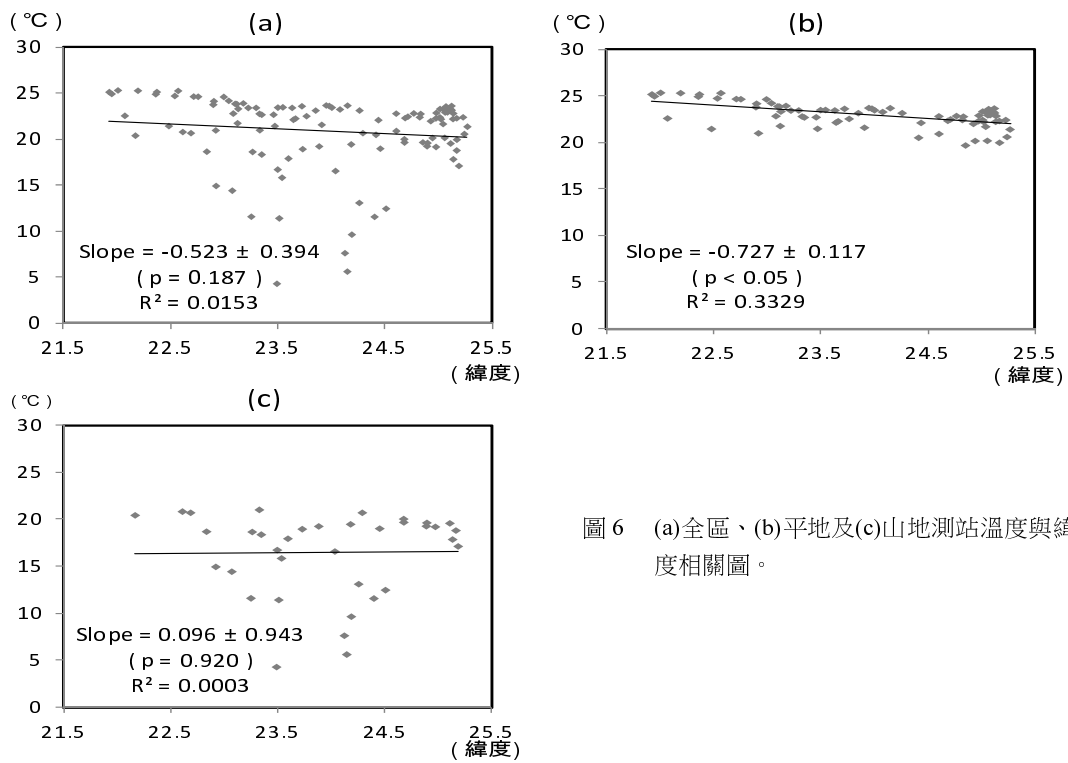 (℃)
(a)
30
25
20
15
10
5
0
Slope = -0.523 ± 0.394
( p = 0.187 )
R² = 0.0153
21.5 22.5 23.5 24.5 25.5
(緯度)
(℃)
(b)
30
25
20
15
10
5
0
Slope = -0.727 ± 0.117
( p < 0.05 )
R² = 0.3329
21.5 22.5 23.5 24.5 25.5
(緯度)
(℃)
(c)
30
25
20
15
10
5
0
Slope = 0.096 ± 0.943
( p = 0.920 )
R² = 0.0003
21.5 22.5 23.5 24.5 25.5
(緯度)
圖 6 (a)全區、(b)平地及(c)山地測站溫度與緯
度相關圖。